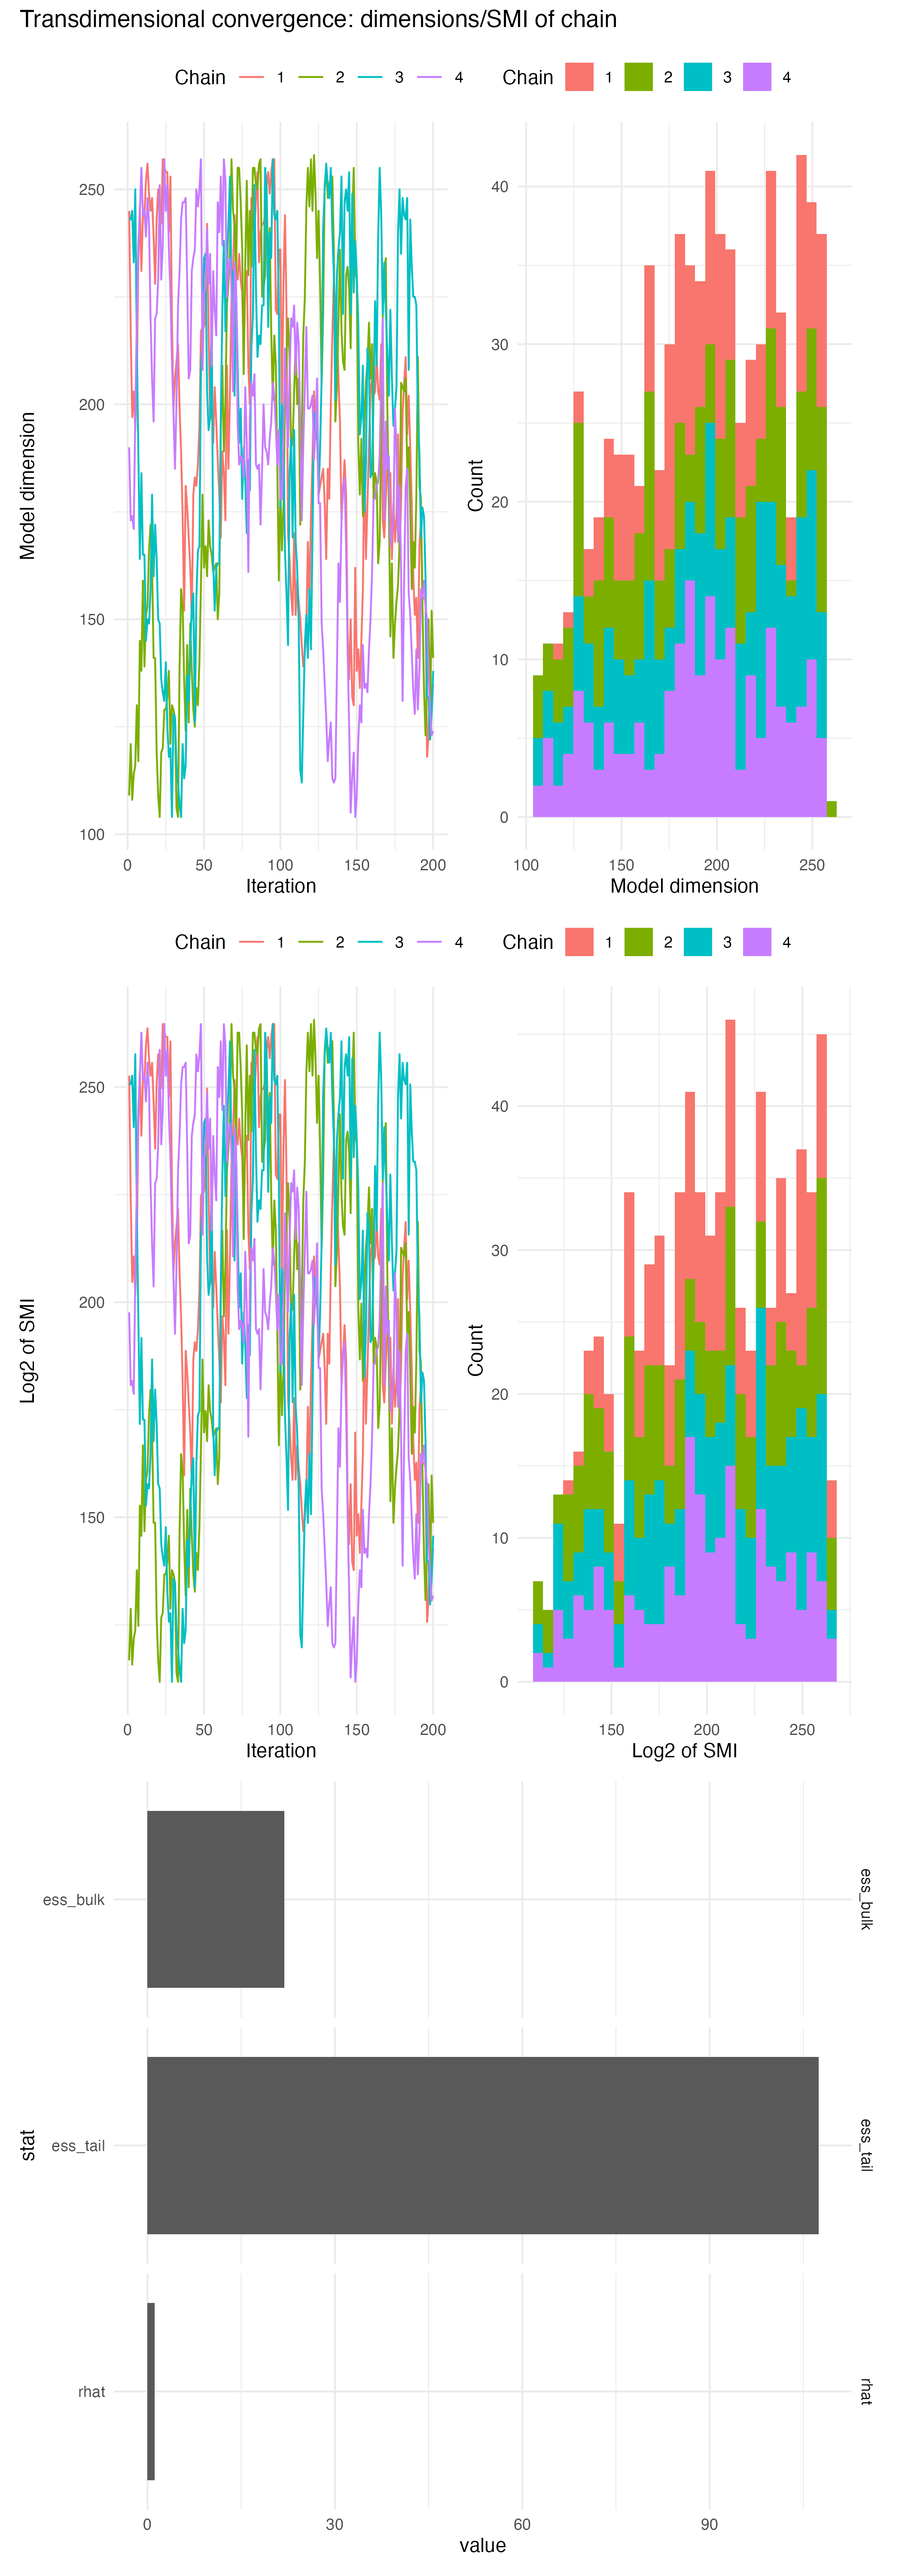 Transdimensional convergence: dimensions/SMI of chain
Chain 1 2 3 4 Chain 1 2 3 4
Model dimension
250
200
150
100
0 50 100 150 200
Iteration
Count
40
30
20
10
0
100 150 200 250
Model dimension
Chain 1 2 3 4 Chain 1 2 3 4
Log2 of SMI
250
200
150
0 50 100 150 200
Iteration
Count
40
30
20
10
0
150 200 250
Log2 of SMI
stat
ess_bulk
ess_bulk
ess_tail
ess_tail
rhat
rhat
0 30 60 90
value